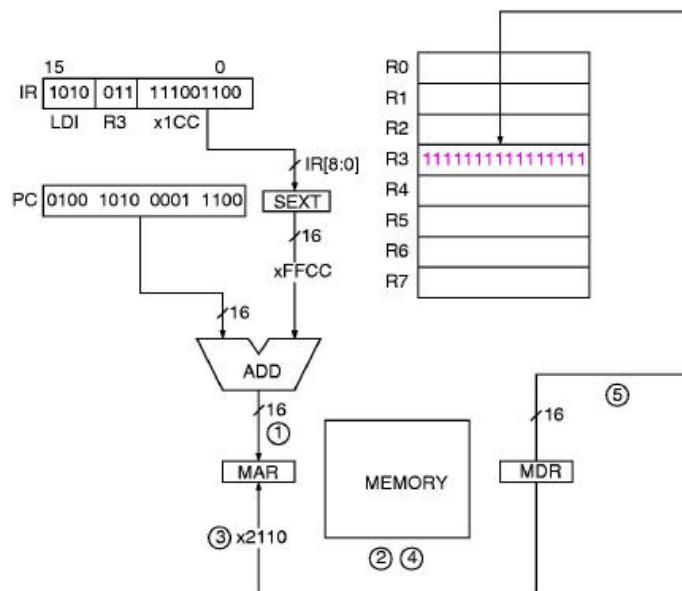 15 0
IR 1010 011 111001100
LDI R3 x1CC
IR[8:0]
PC 0100 1010 0001 1100
SEXT
16
xFFCC
16
ADD
16
①
MAR
③ x2110
MEMORY
② ④
R0
R1
R2
R3 1111111111111111
R4
R5
R6
R7
⑤
16
MDR